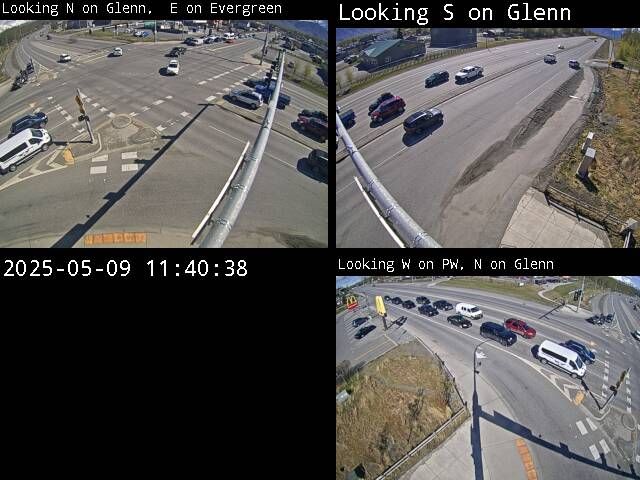 Looking N on Glenn,  E on Evergreen
Looking S on Glenn
2025-05-09 11:40:38
Looking W on PW, N on Glenn